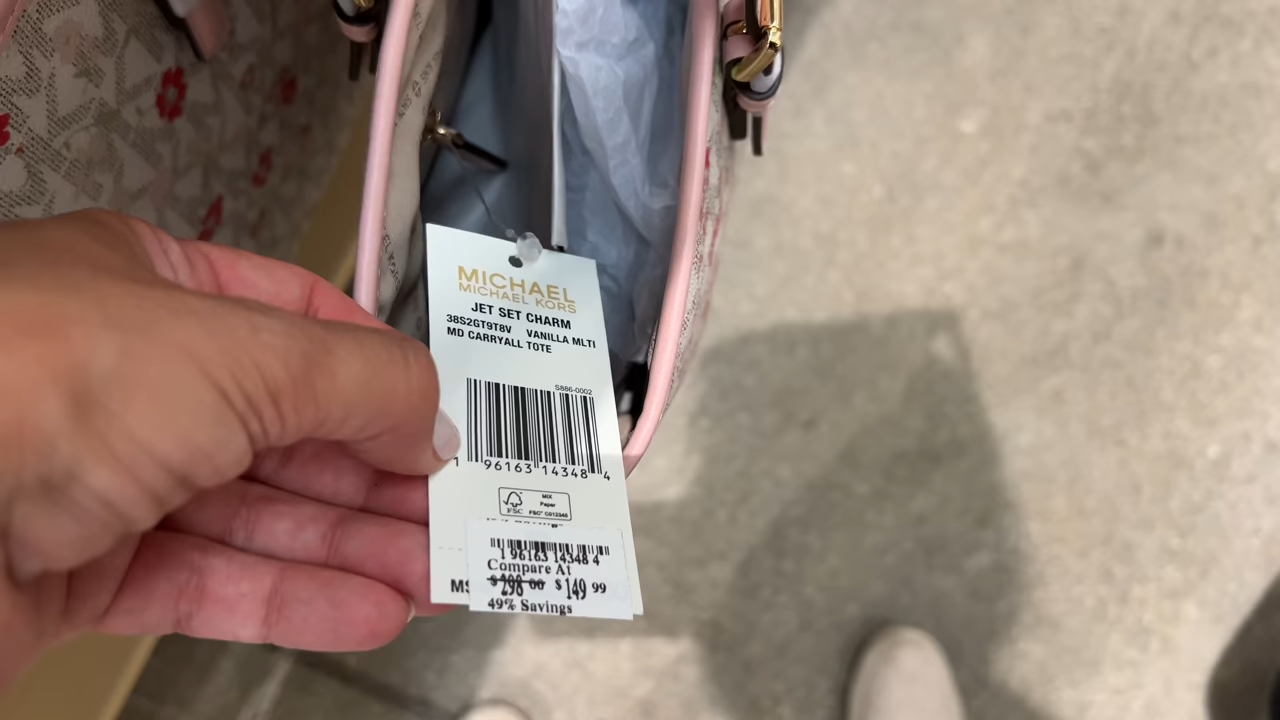 MICHAEL
MICHAEL KORS
JET SET CHARM
38S2GT9T8V VANILLA MLTI
MD CARRYALL TOTE
S886-0002
1 96163 14348 4
FSC
MIX
Paper
FSC
1 96163 14348 4
Compare At
$298 00 $149 99
49% Savings